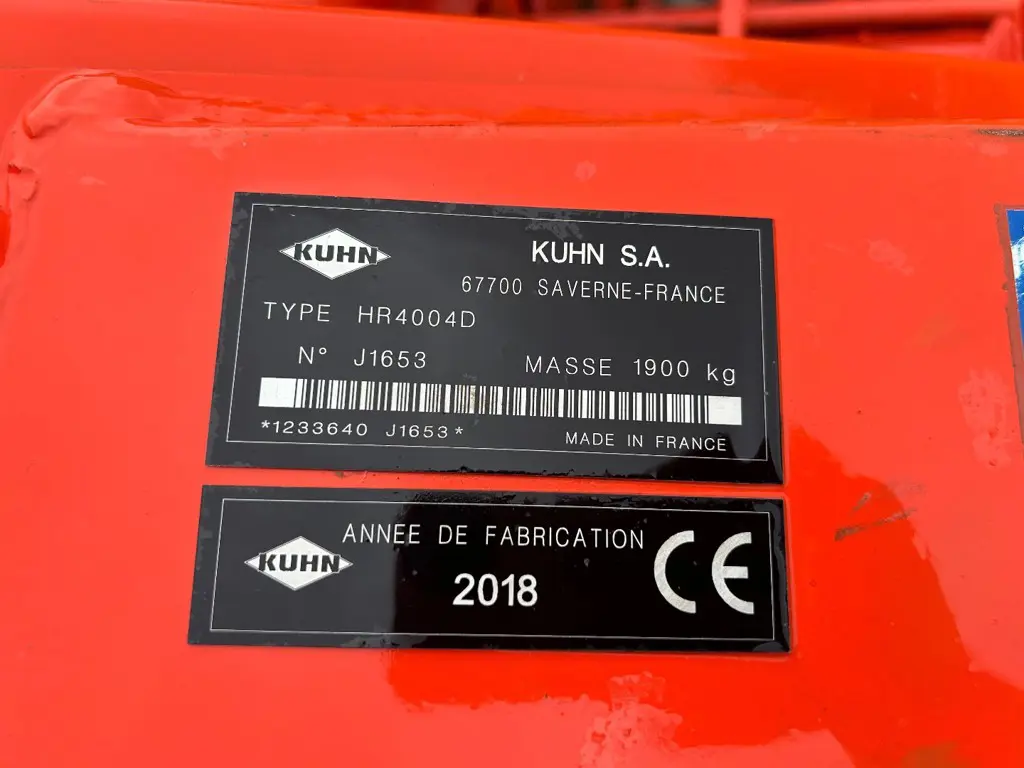 KUHN
KUHN S.A.
67700 SAVERNE-FRANCE
TYPE HR4004D
N° J1653 MASSE 1900 kg
*1233640 J1653*
MADE IN FRANCE
KUHN
ANNEE DE FABRICATION
2018
CE